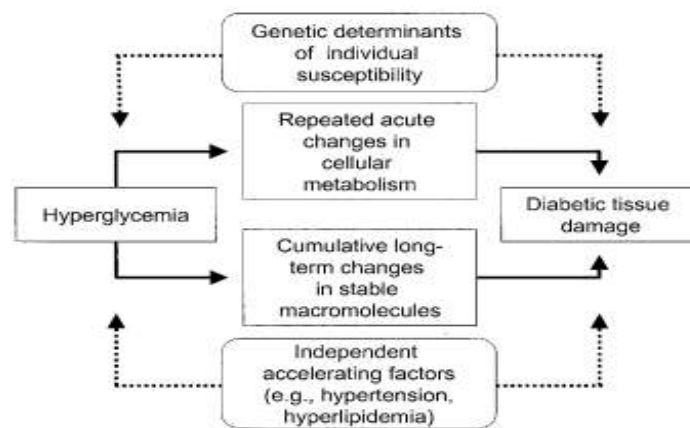 Genetic determinants
of individual
susceptibility
Repeated acute
changes in
cellular
metabolism
Hyperglycemia
Diabetic tissue
damage
Cumulative long-
term changes
in stable
macromolecules
Independent
accelerating factors
(e.g., hypertension,
hyperlipidemia)